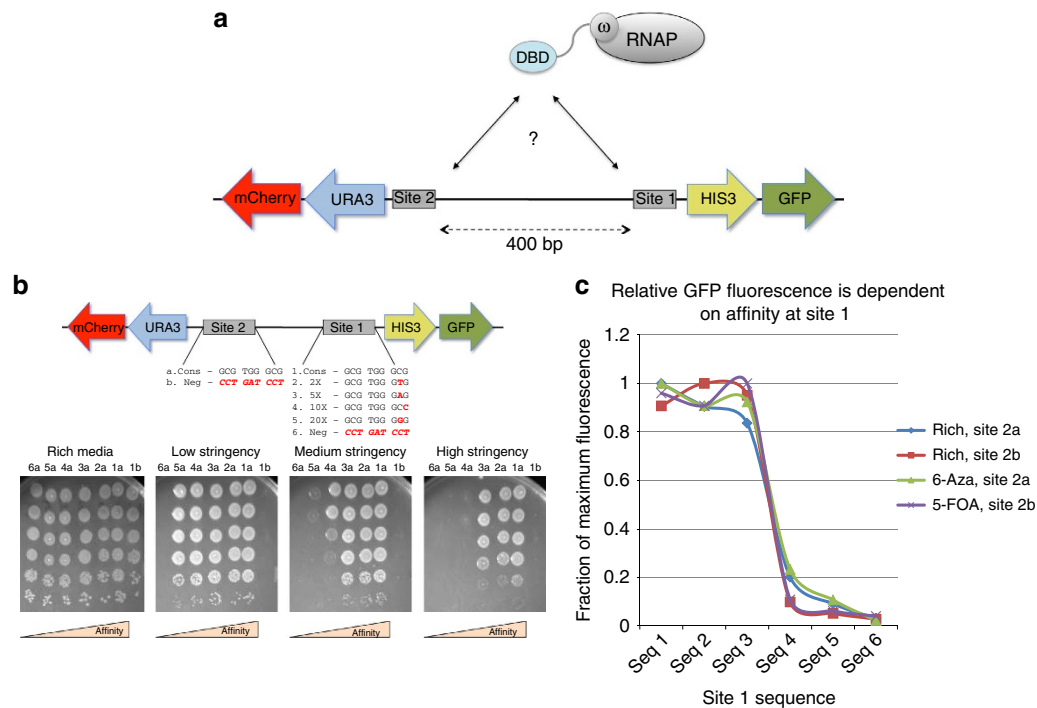 a
ω
RNAP
DBD
?
mCherry
URA3
Site 2
Site 1
HIS3
GFP
400 bp
b
mCherry
URA3
Site 2
Site 1
HIS3
GFP
a.Cons – GCG TGG GCG
b. Neg – CCT GAT CCT
1.Cons – GCG TGG GCG
2. 2X – GCG TGG GTG
3. 5X – GCG TGG GAG
4. 10X – GCG TGG GCC
5. 20X – GCG TGG GGG
6. Neg – CCT GAT CCT
Rich media
6a 5a 4a 3a 2a 1a 1b
Affinity
Low stringency
6a 5a 4a 3a 2a 1a 1b
Affinity
Medium stringency
6a 5a 4a 3a 2a 1a 1b
Affinity
High stringency
6a 5a 4a 3a 2a 1a 1b
Affinity
c
Relative GFP fluorescence is dependent
on affinity at site 1
Fraction of maximum fluorescence
1.2
1
0.8
0.6
0.4
0.2
0
Seq 1
Seq 2
Seq 3
Seq 4
Seq 5
Seq 6
Site 1 sequence
Rich, site 2a
Rich, site 2b
6-Aza, site 2a
5-FOA, site 2b